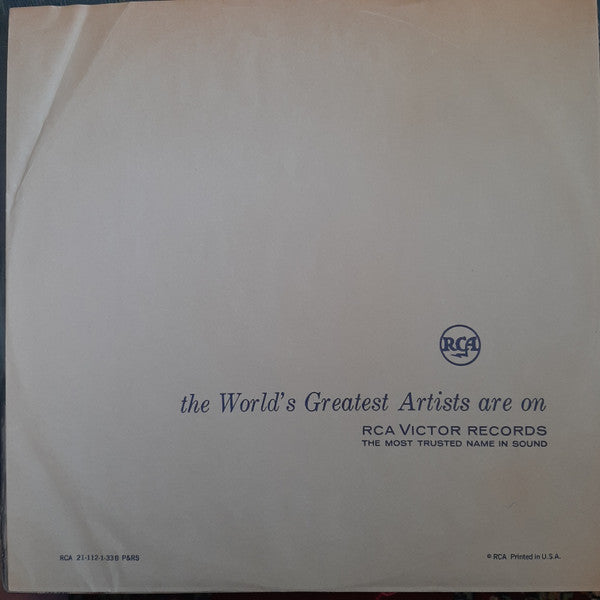 RCA
the World's Greatest Artists are on
RCA VICTOR RECORDS
THE MOST TRUSTED NAME IN SOUND
RCA 21-112-1-33B P&RS
© RCA Printed in U.S.A.